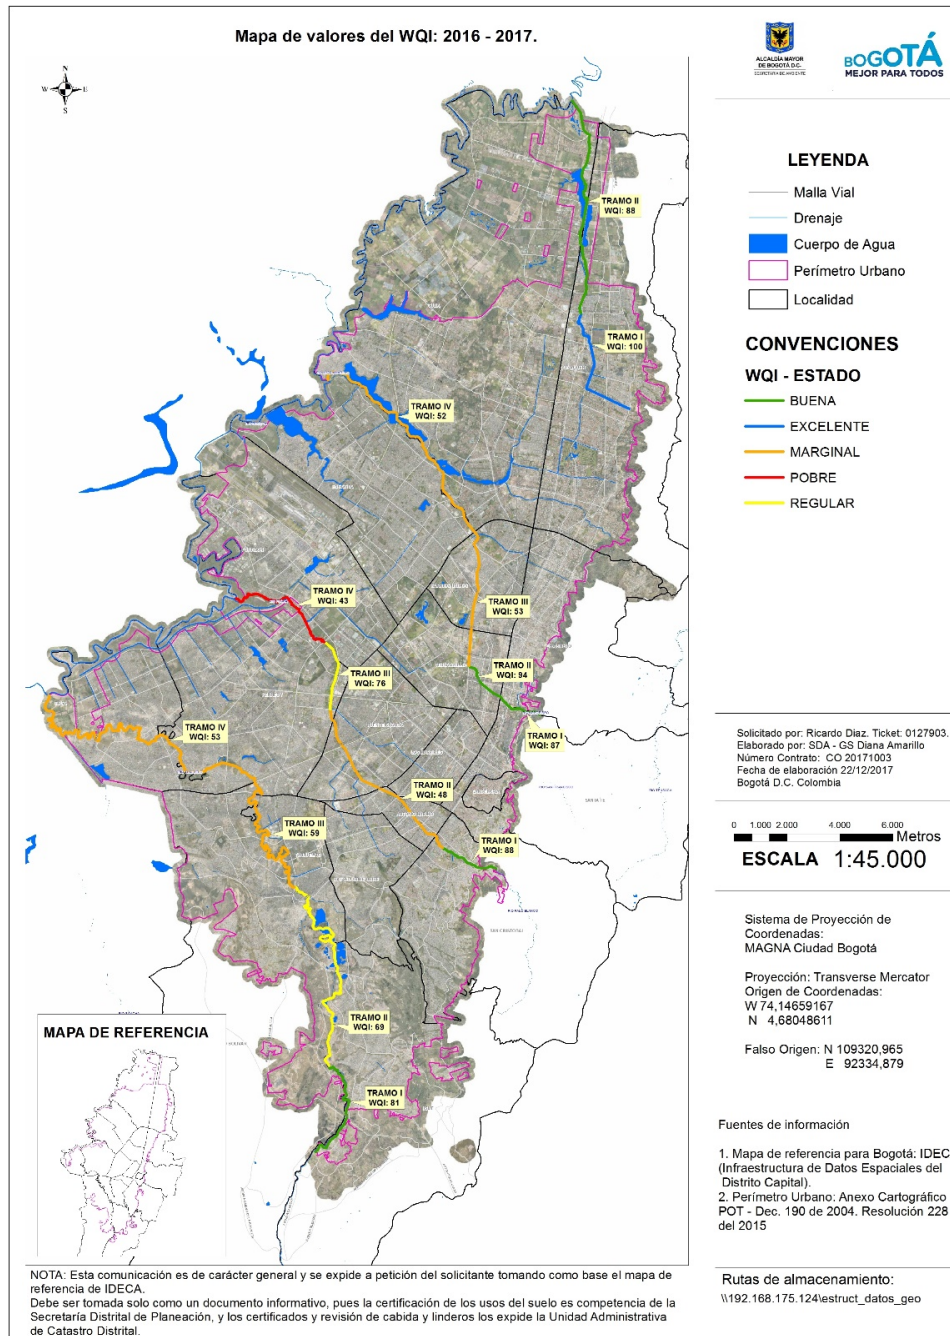 Mapa de valores del WQI: 2016 - 2017.
ALCALDÍA MAYOR
DE BOGOTÁ D.C.
BOGOTÁ
MEJOR PARA TODOS
N
W
E
S
LEYENDA
Malla Vial
Drenaje
Cuerpo de Agua
Perímetro Urbano
Localidad
CONVENCIONES
WQI - ESTADO
BUENA
EXCELENTE
MARGINAL
POBRE
REGULAR
TRAMO II
WQI: 88
TRAMO I
WQI: 100
TRAMO IV
WQI: 52
TRAMO IV
WQI: 43
TRAMO III
WQI: 53
TRAMO II
WQI: 94
TRAMO III
WQI: 76
TRAMO I
WQI: 87
TRAMO IV
WQI: 53
TRAMO II
WQI: 48
TRAMO III
WQI: 59
TRAMO I
WQI: 88
TRAMO II
WQI: 69
TRAMO I
WQI: 81
Solicitado por: Ricardo Diaz. Ticket: 0127903.
Elaborado por: SDA - GS Diana Amarillo
Número Contrato: CO 20171003
Fecha de elaboración 22/12/2017
Bogotá D.C. Colombia
0 1.000 2.000 4.000 6.000
Metros
ESCALA 1:45.000
Sistema de Proyección de
Coordenadas:
MAGNA Ciudad Bogotá
Proyección: Transverse Mercator
Origen de Coordenadas:
W 74,14659167
N 4,68048611
Falso Origen: N 109320,965
E 92334,879
MAPA DE REFERENCIA
Fuentes de información
1. Mapa de referencia para Bogotá: IDEC
(Infraestructura de Datos Espaciales del
Distrito Capital).
2. Perímetro Urbano: Anexo Cartográfico
POT - Dec. 190 de 2004. Resolución 228
del 2015
Rutas de almacenamiento:
\\192.168.175.124\estruct_datos_geo
NOTA: Esta comunicación es de carácter general y se expide a petición del solicitante tomando como base el mapa de
referencia de IDECA.
Debe ser tomada solo como un documento informativo, pues la certificación de los usos del suelo es competencia de la
Secretaría Distrital de Planeación, y los certificados y revisión de cabida y linderos los expide la Unidad Administrativa
de Catastro Distrital.